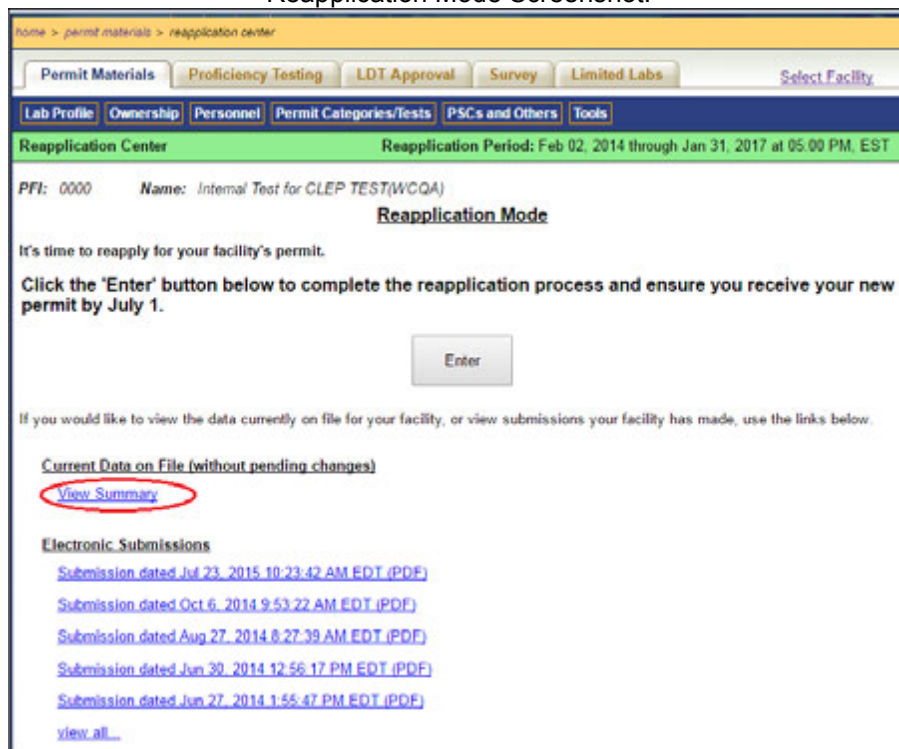 Reapplication Mode Screenshot:
home > permit materials > reapplication center
Permit Materials Proficiency Testing LDT Approval Survey Limited Labs Select Facility
Lab Profile Ownership Personnel Permit Categories/Tests PSCs and Others Tools
Reapplication Center Reapplication Period: Feb 02, 2014 through Jan 31, 2017 at 05:00 PM, EST
PFI: 0000 Name: Internal Test for CLEP TEST(WCQA)
Reapplication Mode
It's time to reapply for your facility's permit.
Click the 'Enter' button below to complete the reapplication process and ensure you receive your new
permit by July 1.
Enter
If you would like to view the data currently on file for your facility, or view submissions your facility has made, use the links below.
Current Data on File (without pending changes)
View Summary
Electronic Submissions
Submission dated Jul 23, 2015 10:23:42 AM EDT (PDF)
Submission dated Oct 6, 2014 9:53:22 AM EDT (PDF)
Submission dated Aug 27, 2014 8:27:39 AM EDT (PDF)
Submission dated Jun 30, 2014 12:56:17 PM EDT (PDF)
Submission dated Jun 27, 2014 1:55:47 PM EDT (PDF)
view all...